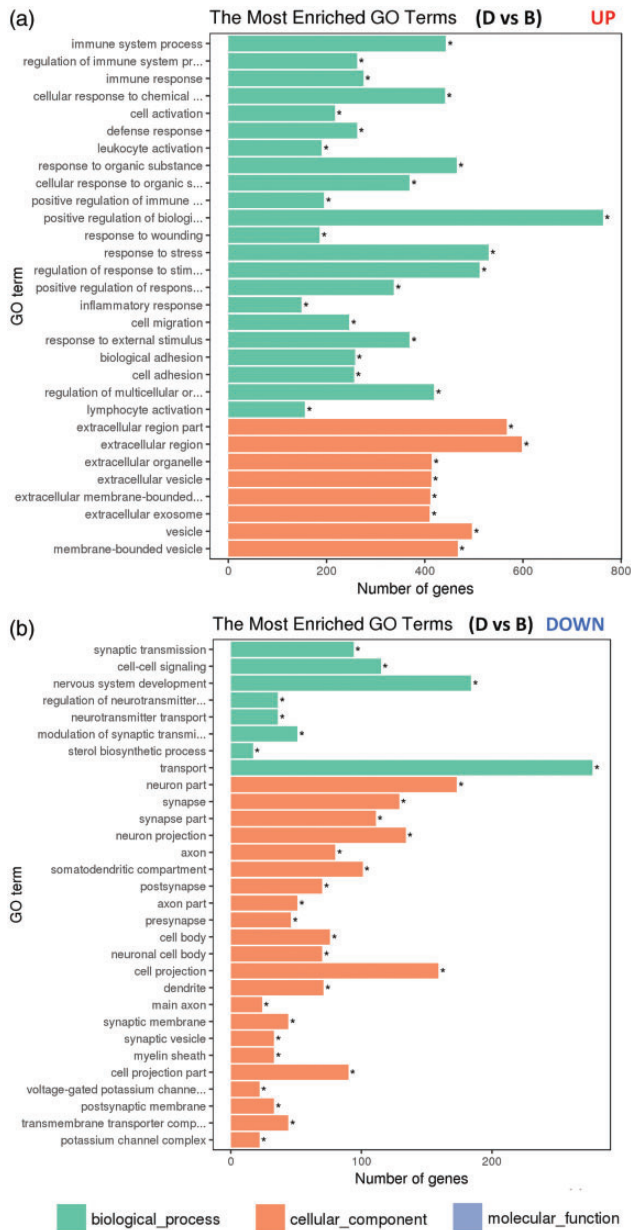 (a)
The Most Enriched GO Terms (D vs B) UP
immune system process
regulation of immune system pr...
immune response
cellular response to chemical ...
cell activation
defense response
leukocyte activation
response to organic substance
cellular response to organic s...
positive regulation of immune ...
positive regulation of biologi...
response to wounding
response to stress
regulation of response to stim...
positive regulation of respons...
inflammatory response
cell migration
response to external stimulus
biological adhesion
cell adhesion
regulation of multicellular or...
lymphocyte activation
extracellular region part
extracellular region
extracellular organelle
extracellular vesicle
extracellular membrane-bounded...
extracellular exosome
vesicle
membrane-bounded vesicle
GO term
0 200 400 600 800
Number of genes
(b)
The Most Enriched GO Terms (D vs B) DOWN
synaptic transmission
cell-cell signaling
nervous system development
regulation of neurotransmitter...
neurotransmitter transport
modulation of synaptic transmi...
sterol biosynthetic process
transport
neuron part
synapse
synapse part
neuron projection
axon
somatodendritic compartment
postsynapse
axon part
presynapse
cell body
neuronal cell body
cell projection
dendrite
main axon
synaptic membrane
synaptic vesicle
myelin sheath
cell projection part
voltage-gated potassium channe...
postsynaptic membrane
transmembrane transporter comp...
potassium channel complex
GO term
0 100 200
Number of genes
biological_process cellular_component molecular_function